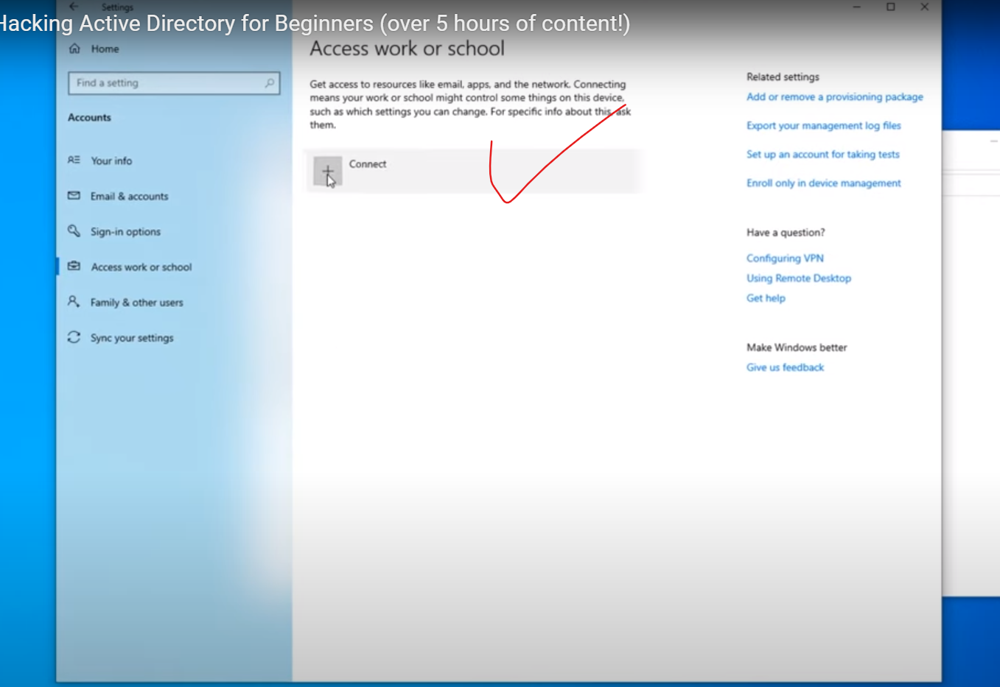 Settings
Hacking Active Directory for Beginners (over 5 hours of content!)
Home
Find a setting
Accounts
Your info
Email & accounts
Sign-in options
Access work or school
Family & other users
Sync your settings
Access work or school
Get access to resources like email, apps, and the network. Connecting
means your work or school might control some things on this device,
such as which settings you can change. For specific info about this, ask
them.
Connect
Related settings
Add or remove a provisioning package
Export your management log files
Set up an account for taking tests
Enroll only in device management
Have a question?
Configuring VPN
Using Remote Desktop
Get help
Make Windows better
Give us feedback